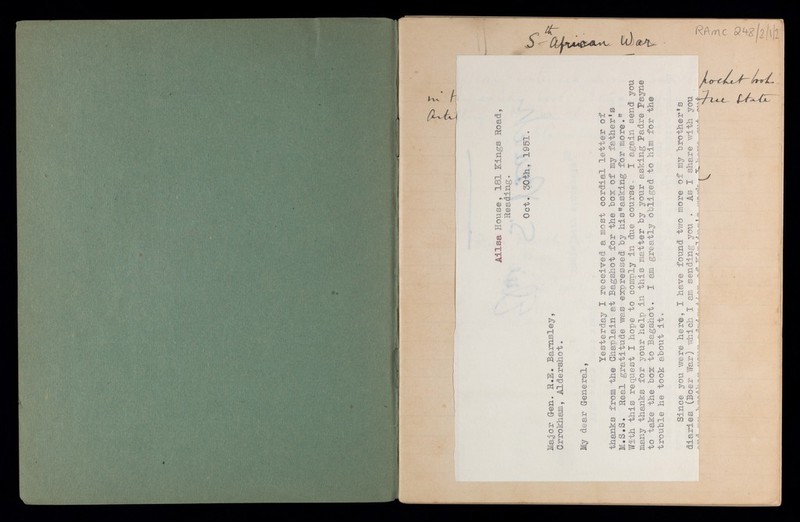 RAMC 248/2/1/2
Sth African War
pocket book
in t
Free State
Ailsa House, 181 Kings Road,
Reading.
Oct. 30th, 1951.
Major Gen. R.E. Barnsley,
Crrokham, Aldershot.
My dear General,
Yesterday I received a most cordial letter of
thanks from the Chaplain at Bagshot for the box of my father's
M.S.S. Real gratitude was expressed by his"asking for more."
With this request I hope to comply in due course. I again send you
many thanks for your help in this matter by your asking Padre Payne
to take the box to Bagshot. I am greatly obliged to him for the
trouble he took about it.
Since you were here, I have found two more of my brother's
diaries (Boer War) which I am sending you . As I share with you